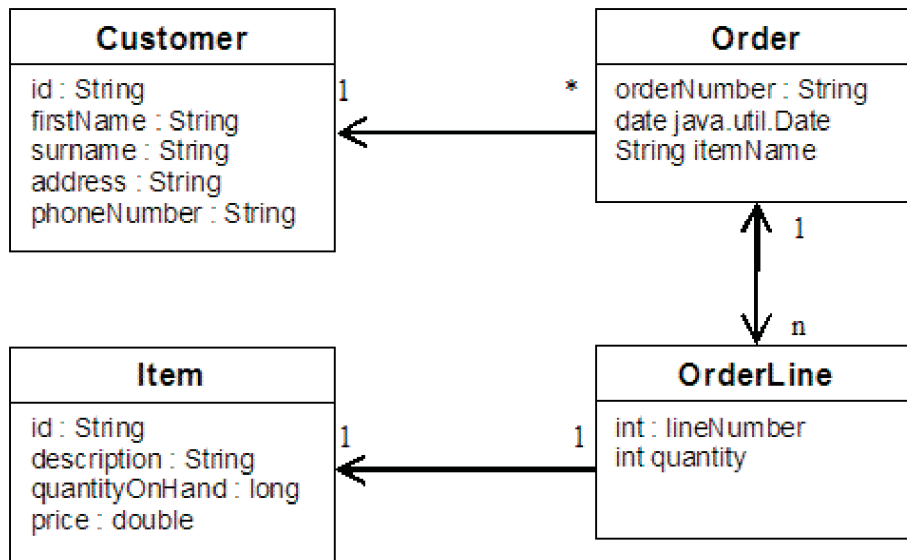 Customer
id : String
firstName : String
surname : String
address : String
phoneNumber : String
1
*
Order
orderNumber : String
date java.util.Date
String itemName
1
n
Item
id : String
description : String
quantityOnHand : long
price : double
1
1
OrderLine
int : lineNumber
int quantity